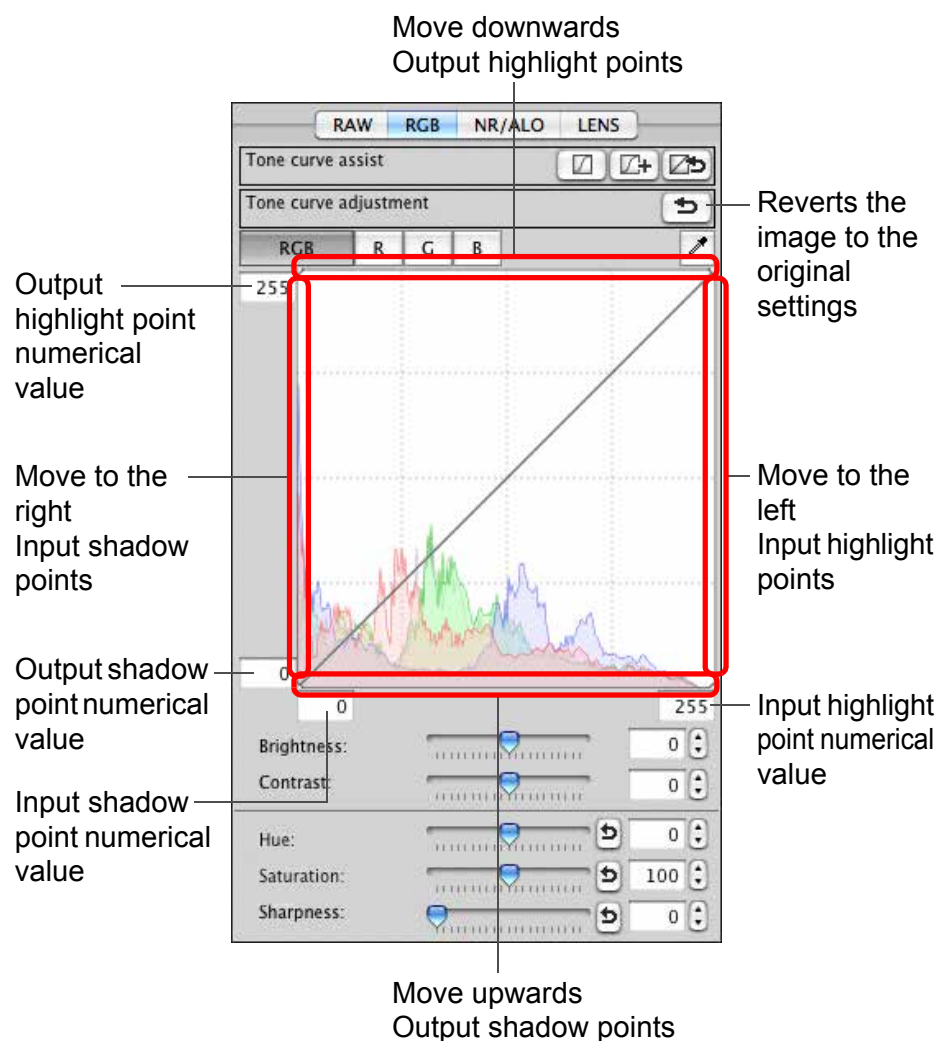 Move downwards
Output highlight points
RAW RGB NR/ALO LENS
Tone curve assist
Tone curve adjustment
Reverts the
image to the
original
settings
RGB R G B
Output
highlight point
numerical
value
255
Move to the
right
Input shadow
points
Move to the
left
Input highlight
points
Output shadow
point numerical
value
0
0 255
Input highlight
point numerical
value
Input shadow
point numerical
value
Brightness: 0
Contrast: 0
Hue: 0
Saturation: 100
Sharpness: 0
Move upwards
Output shadow points